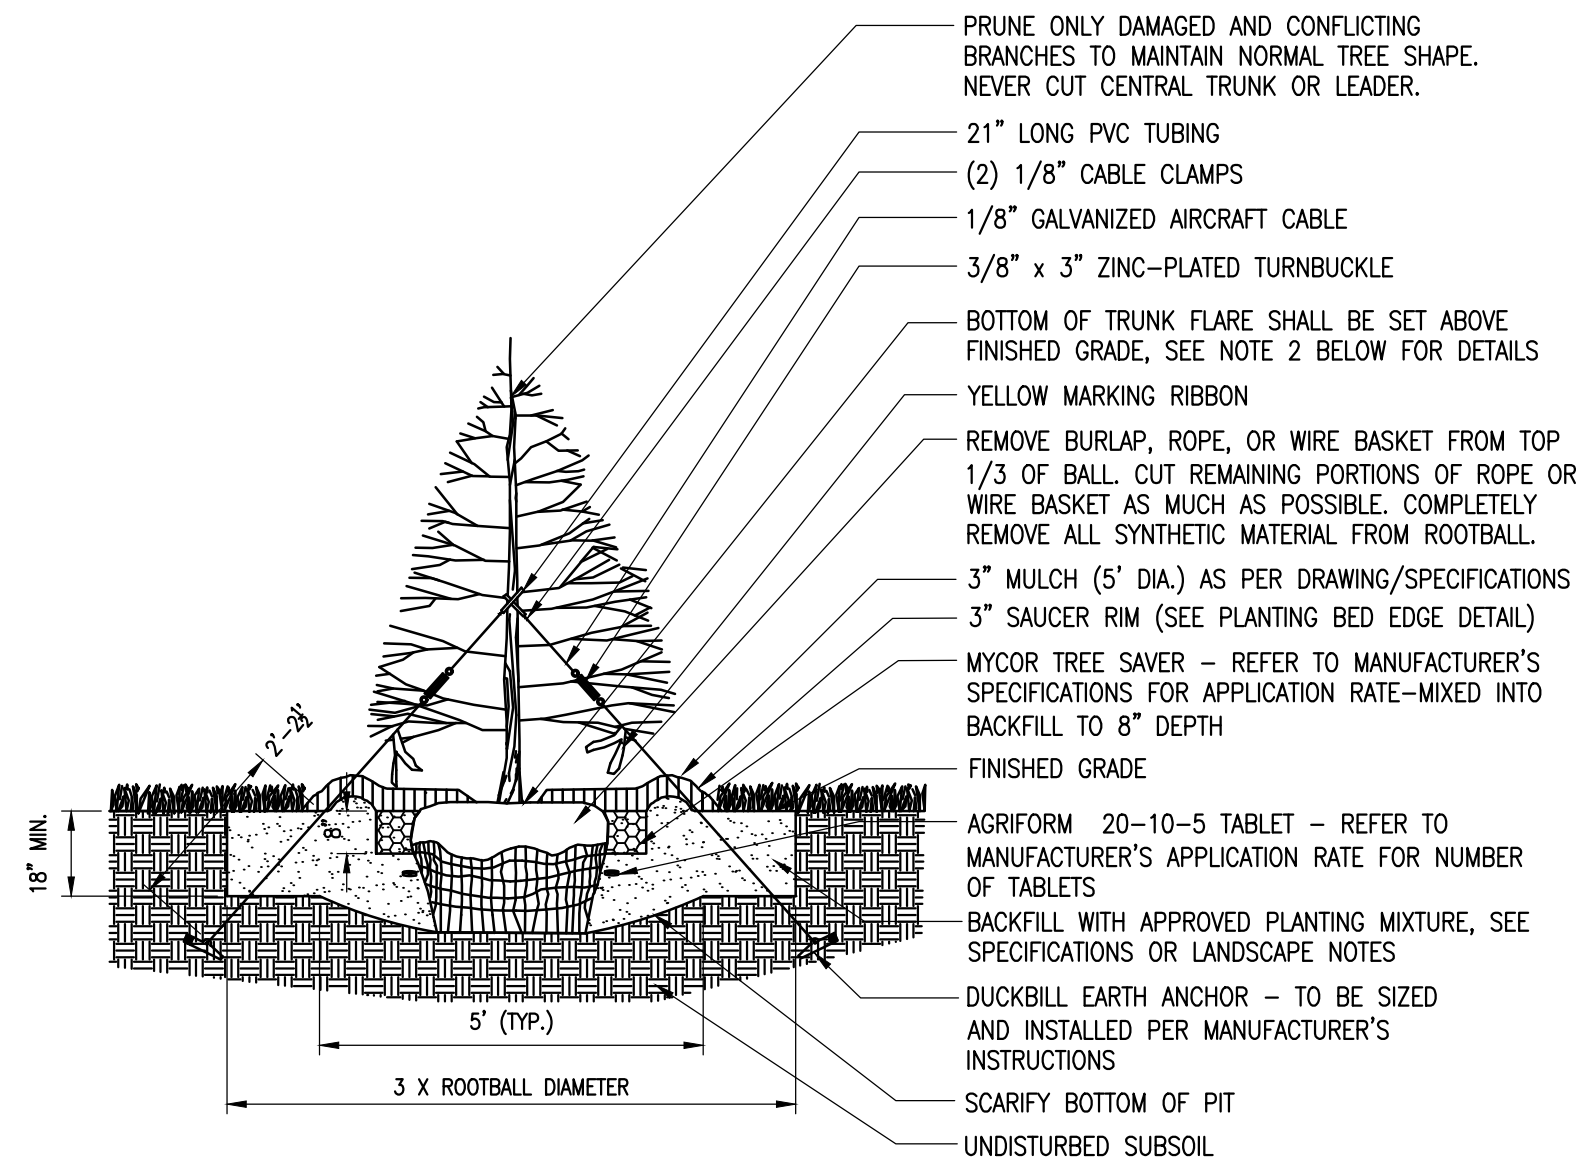 PRUNE ONLY DAMAGED AND CONFLICTING
BRANCHES TO MAINTAIN NORMAL TREE SHAPE.
NEVER CUT CENTRAL TRUNK OR LEADER.
21" LONG PVC TUBING
(2) 1/8" CABLE CLAMPS
1/8" GALVANIZED AIRCRAFT CABLE
3/8" x 3" ZINC-PLATED TURNBUCKLE
BOTTOM OF TRUNK FLARE SHALL BE SET ABOVE
FINISHED GRADE, SEE NOTE 2 BELOW FOR DETAILS
YELLOW MARKING RIBBON
REMOVE BURLAP, ROPE, OR WIRE BASKET FROM TOP
1/3 OF BALL. CUT REMAINING PORTIONS OF ROPE OR
WIRE BASKET AS MUCH AS POSSIBLE. COMPLETELY
REMOVE ALL SYNTHETIC MATERIAL FROM ROOTBALL.
3" MULCH (5' DIA.) AS PER DRAWING/SPECIFICATIONS
3" SAUCER RIM (SEE PLANTING BED EDGE DETAIL)
MYCOR TREE SAVER - REFER TO MANUFACTURER'S
SPECIFICATIONS FOR APPLICATION RATE-MIXED INTO
BACKFILL TO 8" DEPTH
FINISHED GRADE
AGRIFORM 20-10-5 TABLET - REFER TO
MANUFACTURER'S APPLICATION RATE FOR NUMBER
OF TABLETS
BACKFILL WITH APPROVED PLANTING MIXTURE, SEE
SPECIFICATIONS OR LANDSCAPE NOTES
DUCKBILL EARTH ANCHOR - TO BE SIZED
AND INSTALLED PER MANUFACTURER'S
INSTRUCTIONS
SCARIFY BOTTOM OF PIT
UNDISTURBED SUBSOIL
2'-2½'
18" MIN.
8"
5' (TYP.)
3 X ROOTBALL DIAMETER